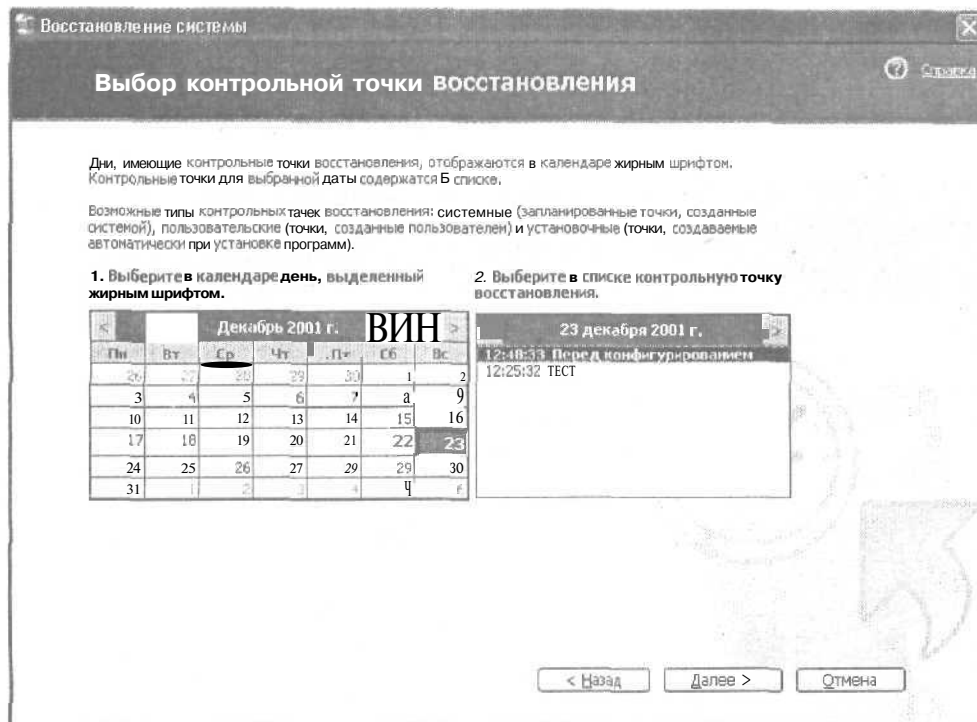 Восстановление системы
Выбор контрольной точки восстановления
Справка
Дни, имеющие контрольные точки восстановления, отображаются в календаре жирным шрифтом.
Контрольные точки для выбранной даты содержатся Б списке.
Возможные типы контрольных тачек восстановления: системные (запланированные точки, созданные
системой), пользовательские (точки, созданные пользователем) и установочные (точки, создаваемые
автоматически при установке программ).
1. Выберите в календаре день, выделенный
жирным шрифтом.
2. Выберите в списке контрольную точку
восстановления.
< Декабрь 2001 г. ВИН >
Пн Вт Ср Чт .Пт Сб Вс
26 27 28 29 30 1 2
3 4 5 6 7 а 9
10 11 12 13 14 15 16
17 18 19 20 21 22 23
24 25 26 27 29 29 30
31 1 2 3 4 Ч 6
23 декабря 2001 г. >
12:48:33 Перед конфигурированием
12:25:32 ТЕСТ
< Назад
Далее >
Отмена